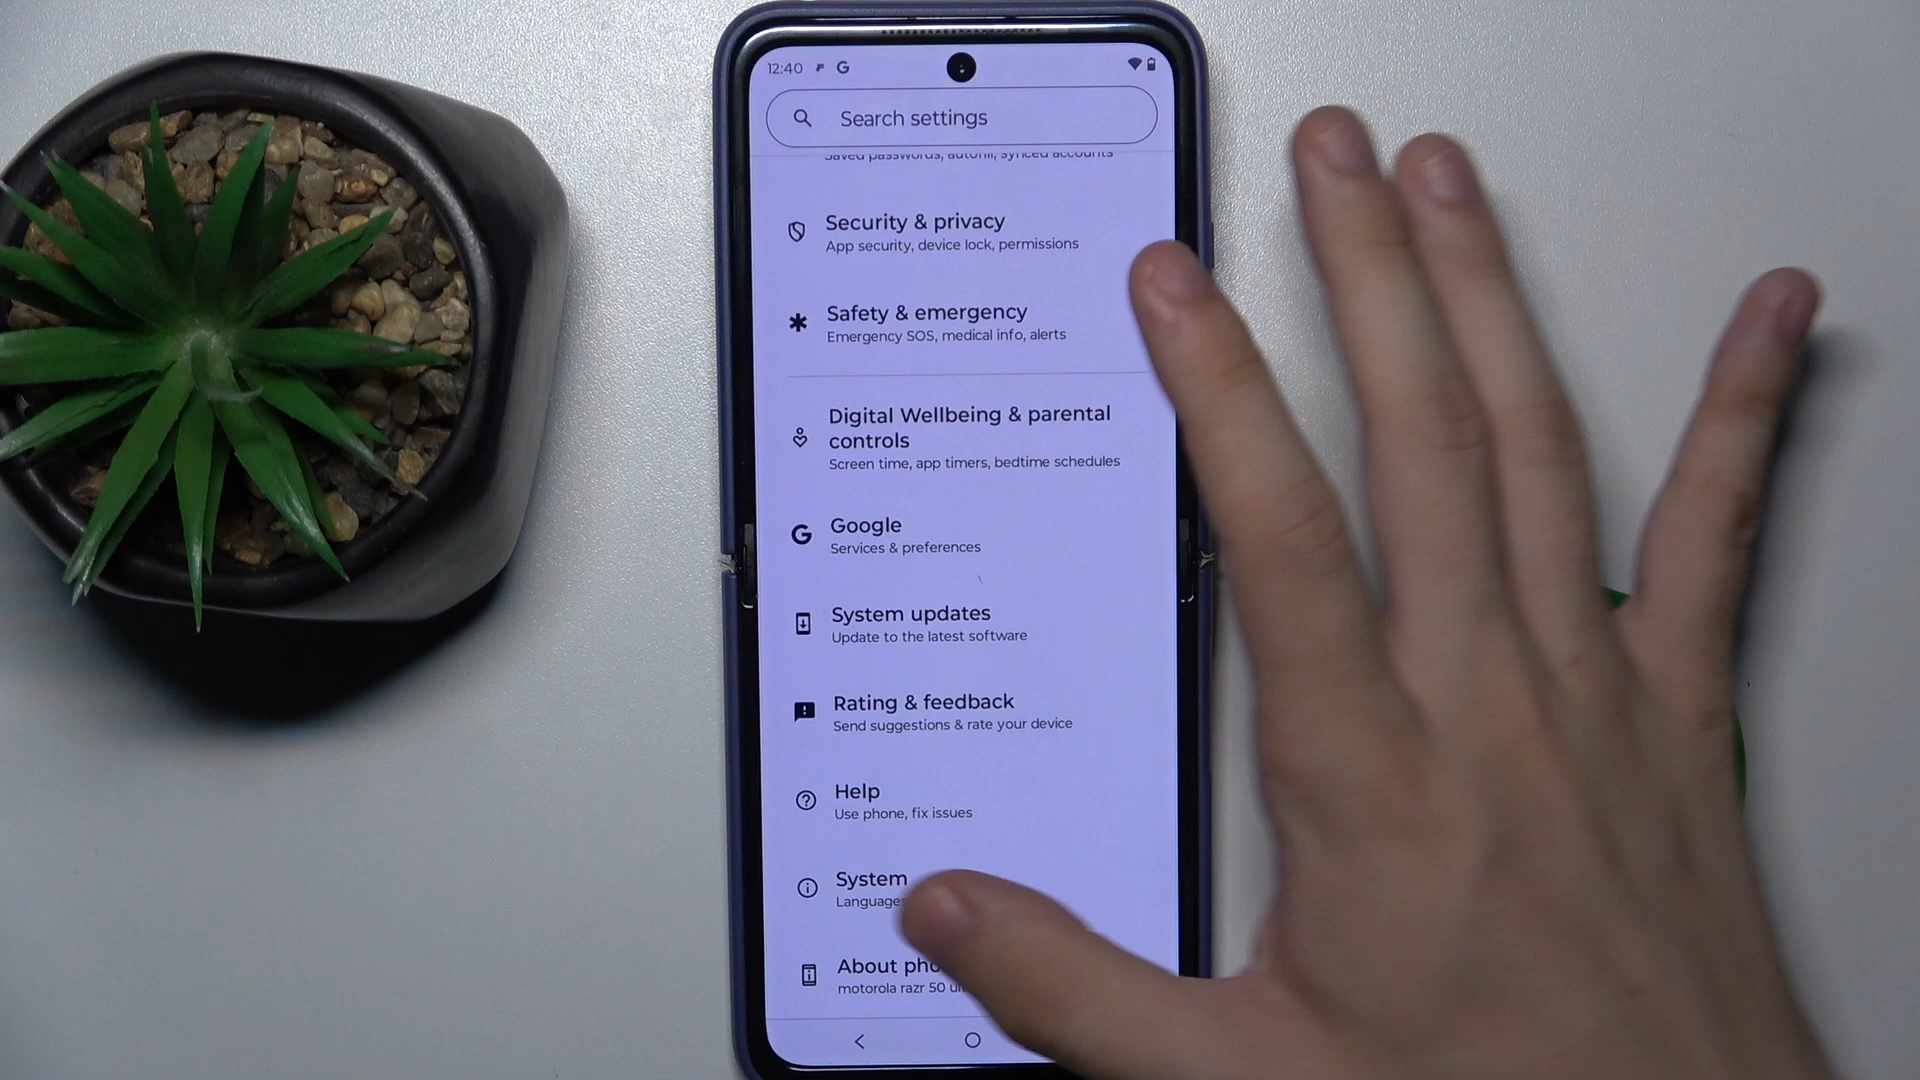 12:40 G
Search settings
Saved passwords, autofill, synced accounts
Security & privacy
App security, device lock, permissions
Safety & emergency
Emergency SOS, medical info, alerts
Digital Wellbeing & parental
controls
Screen time, app timers, bedtime schedules
G Google
Services & preferences
System updates
Update to the latest software
Rating & feedback
Send suggestions & rate your device
Help
Use phone, fix issues
System
About
motorola razr 50